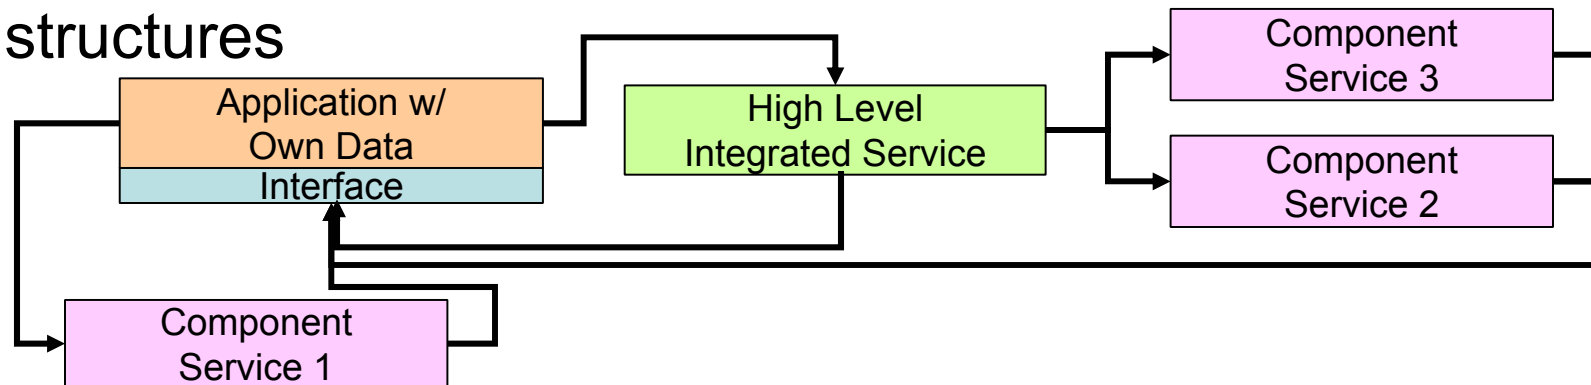 structures
Application w/
Own Data
Interface
High Level
Integrated Service
Component
Service 3
Component
Service 2
Component
Service 1